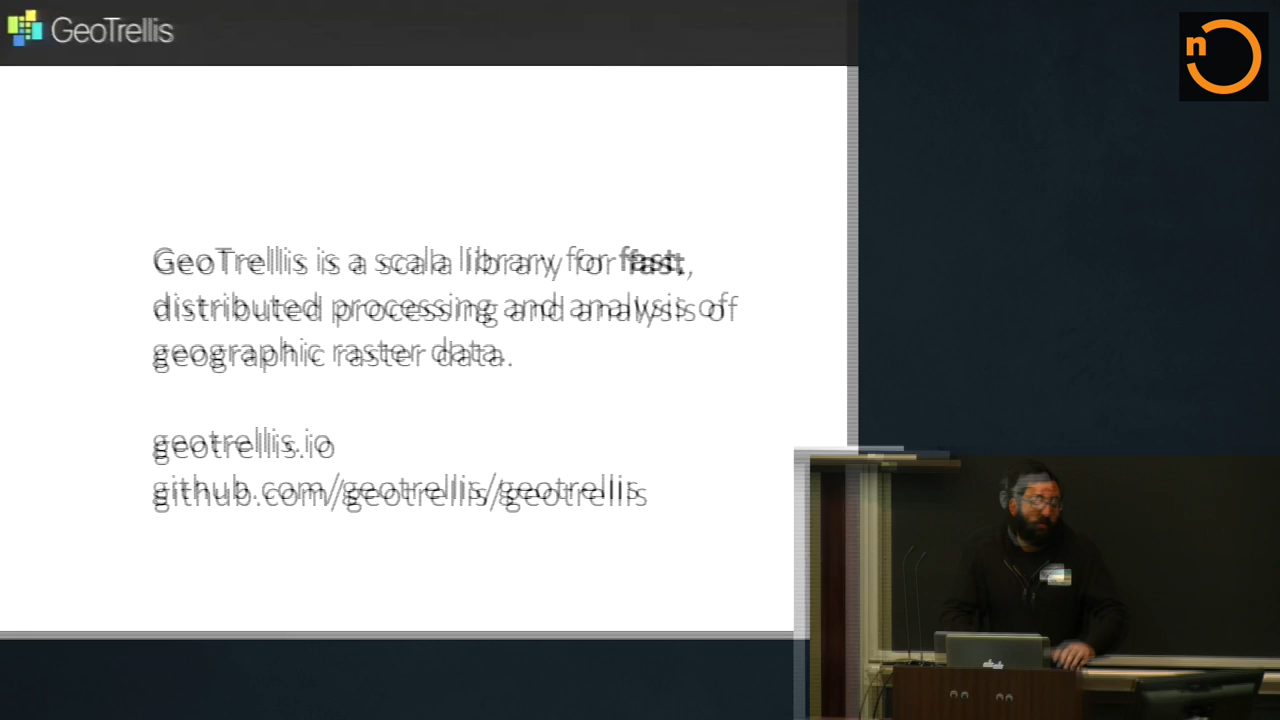 GeoTrellis
n
GeoTrellis is a scala library for fast,
distributed processing and analysis of
geographic raster data.
geotrellis.io
github.com/geotrellis/geotrellis